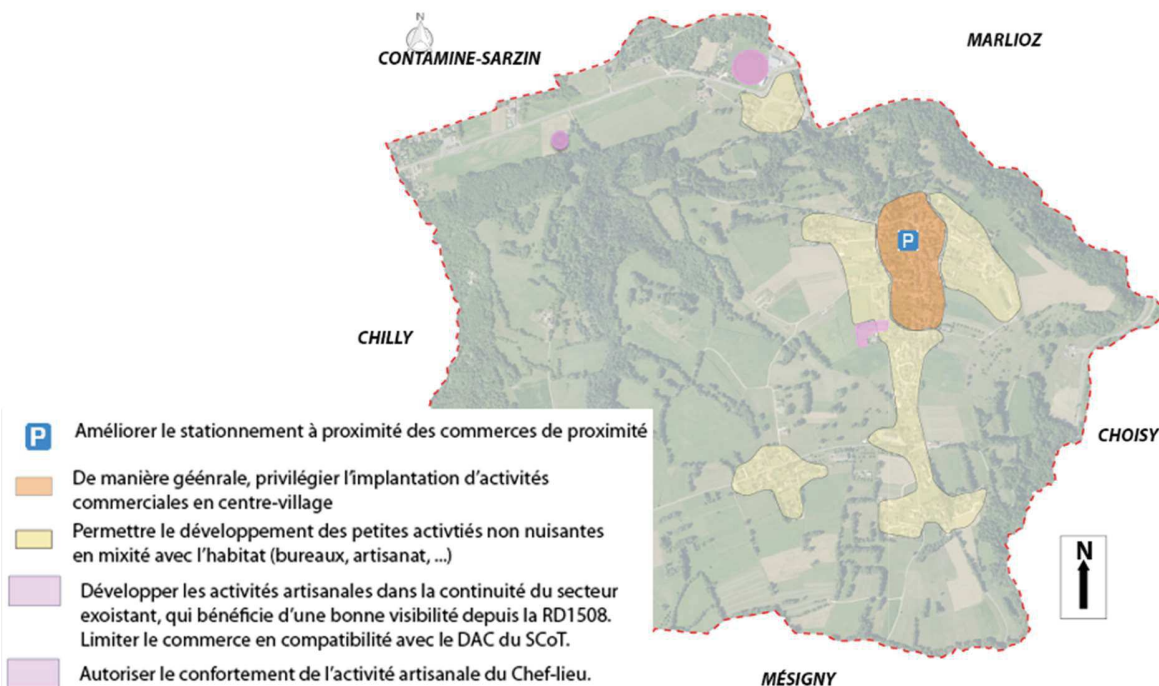 N
CONTAMINE-SARZIN
MARLIOZ
P
CHILLY
CHOISY
N
MÉSIGNY
P
Améliorer le stationnement à proximité des commerces de proximité
De manière géénrale, privilégier l'implantation d'activités
commerciales en centre-village
Permettre le développement des petites activtiés non nuisantes
en mixité avec l'habitat (bureaux, artisanat, ...)
Développer les activités artisanales dans la continuité du secteur
exoistant, qui bénéficie d'une bonne visibilité depuis la RD1508.
Limiter le commerce en compatibilité avec le DAC du SCoT.
Autoriser le confortement de l'activité artisanale du Chef-lieu.